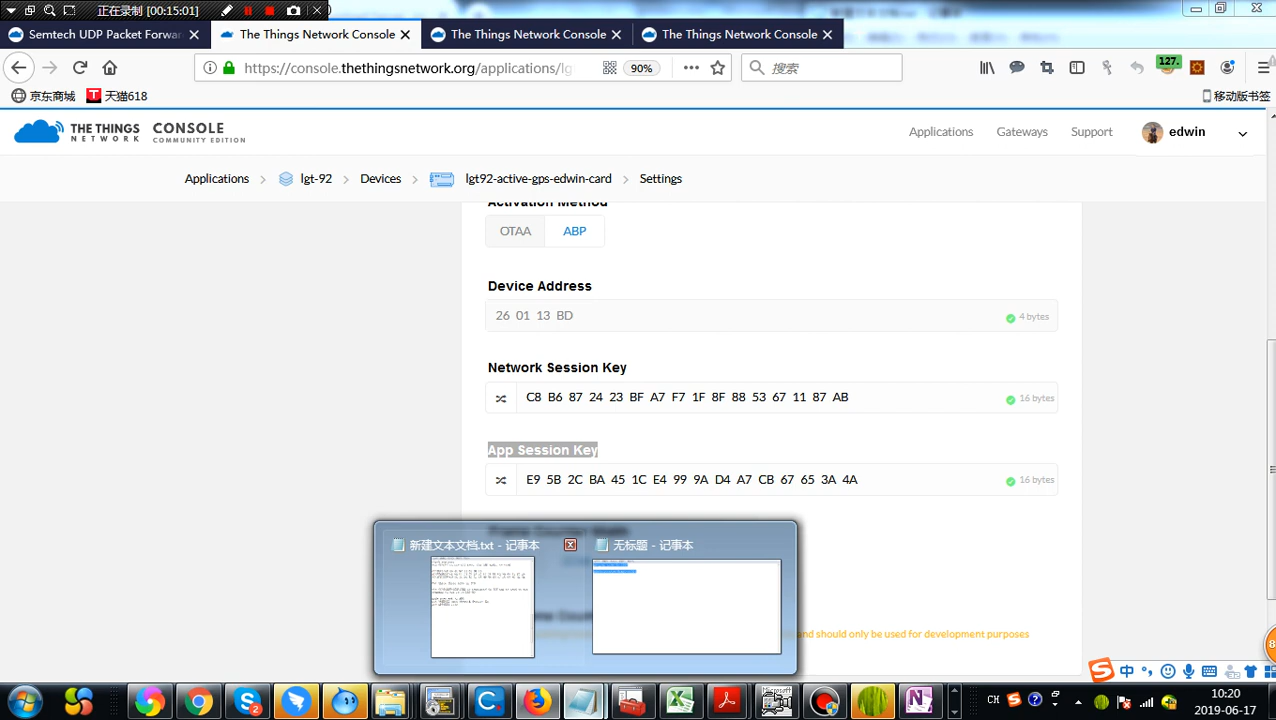 正在录制 [00:15:01]
Semtech UDP Packet Forwar
The Things Network Console
The Things Network Console
The Things Network Console
https://console.thethingsnetwork.org/applications/lg
90%
搜索
127.
京东商城
天猫618
移动版书签
THE THINGS NETWORK
CONSOLE
COMMUNITY EDITION
Applications
Gateways
Support
edwin
Applications
lgt-92
Devices
lgt92-active-gps-edwin-card
Settings
Activation Method
OTAA
ABP
Device Address
26 01 13 BD
4 bytes
Network Session Key
C8 B6 87 24 23 BF A7 F7 1F 8F 88 53 67 11 87 AB
16 bytes
App Session Key
E9 5B 2C BA 45 1C E4 99 9A D4 A7 CB 67 65 3A 4A
16 bytes
新建文本文档.txt - 记事本
无标题 - 记事本
and should only be used for development purposes
中
CH
10:20
2019-06-17